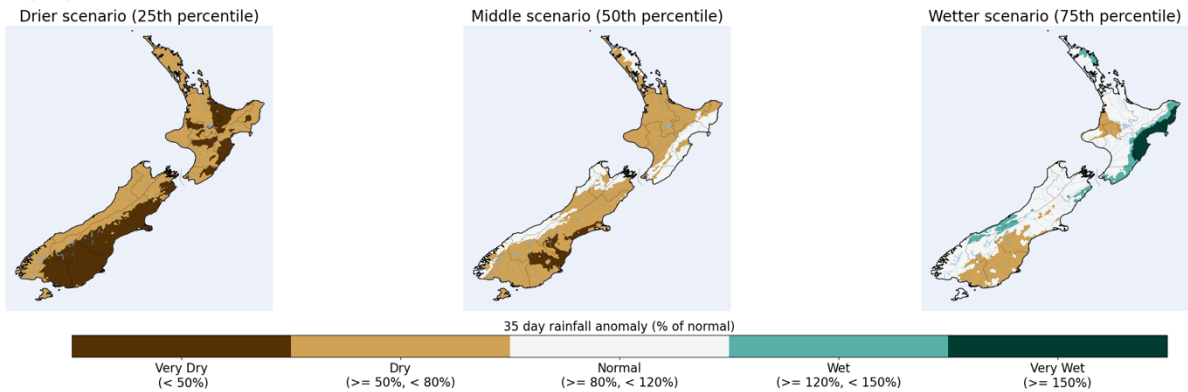 Drier scenario (25th percentile)
Middle scenario (50th percentile)
Wetter scenario (75th percentile)
35 day rainfall anomaly (% of normal)
Very Dry
(< 50%)
Dry
(>= 50%, < 80%)
Normal
(>= 80%, < 120%)
Wet
(>= 120%, < 150%)
Very Wet
(>= 150%)